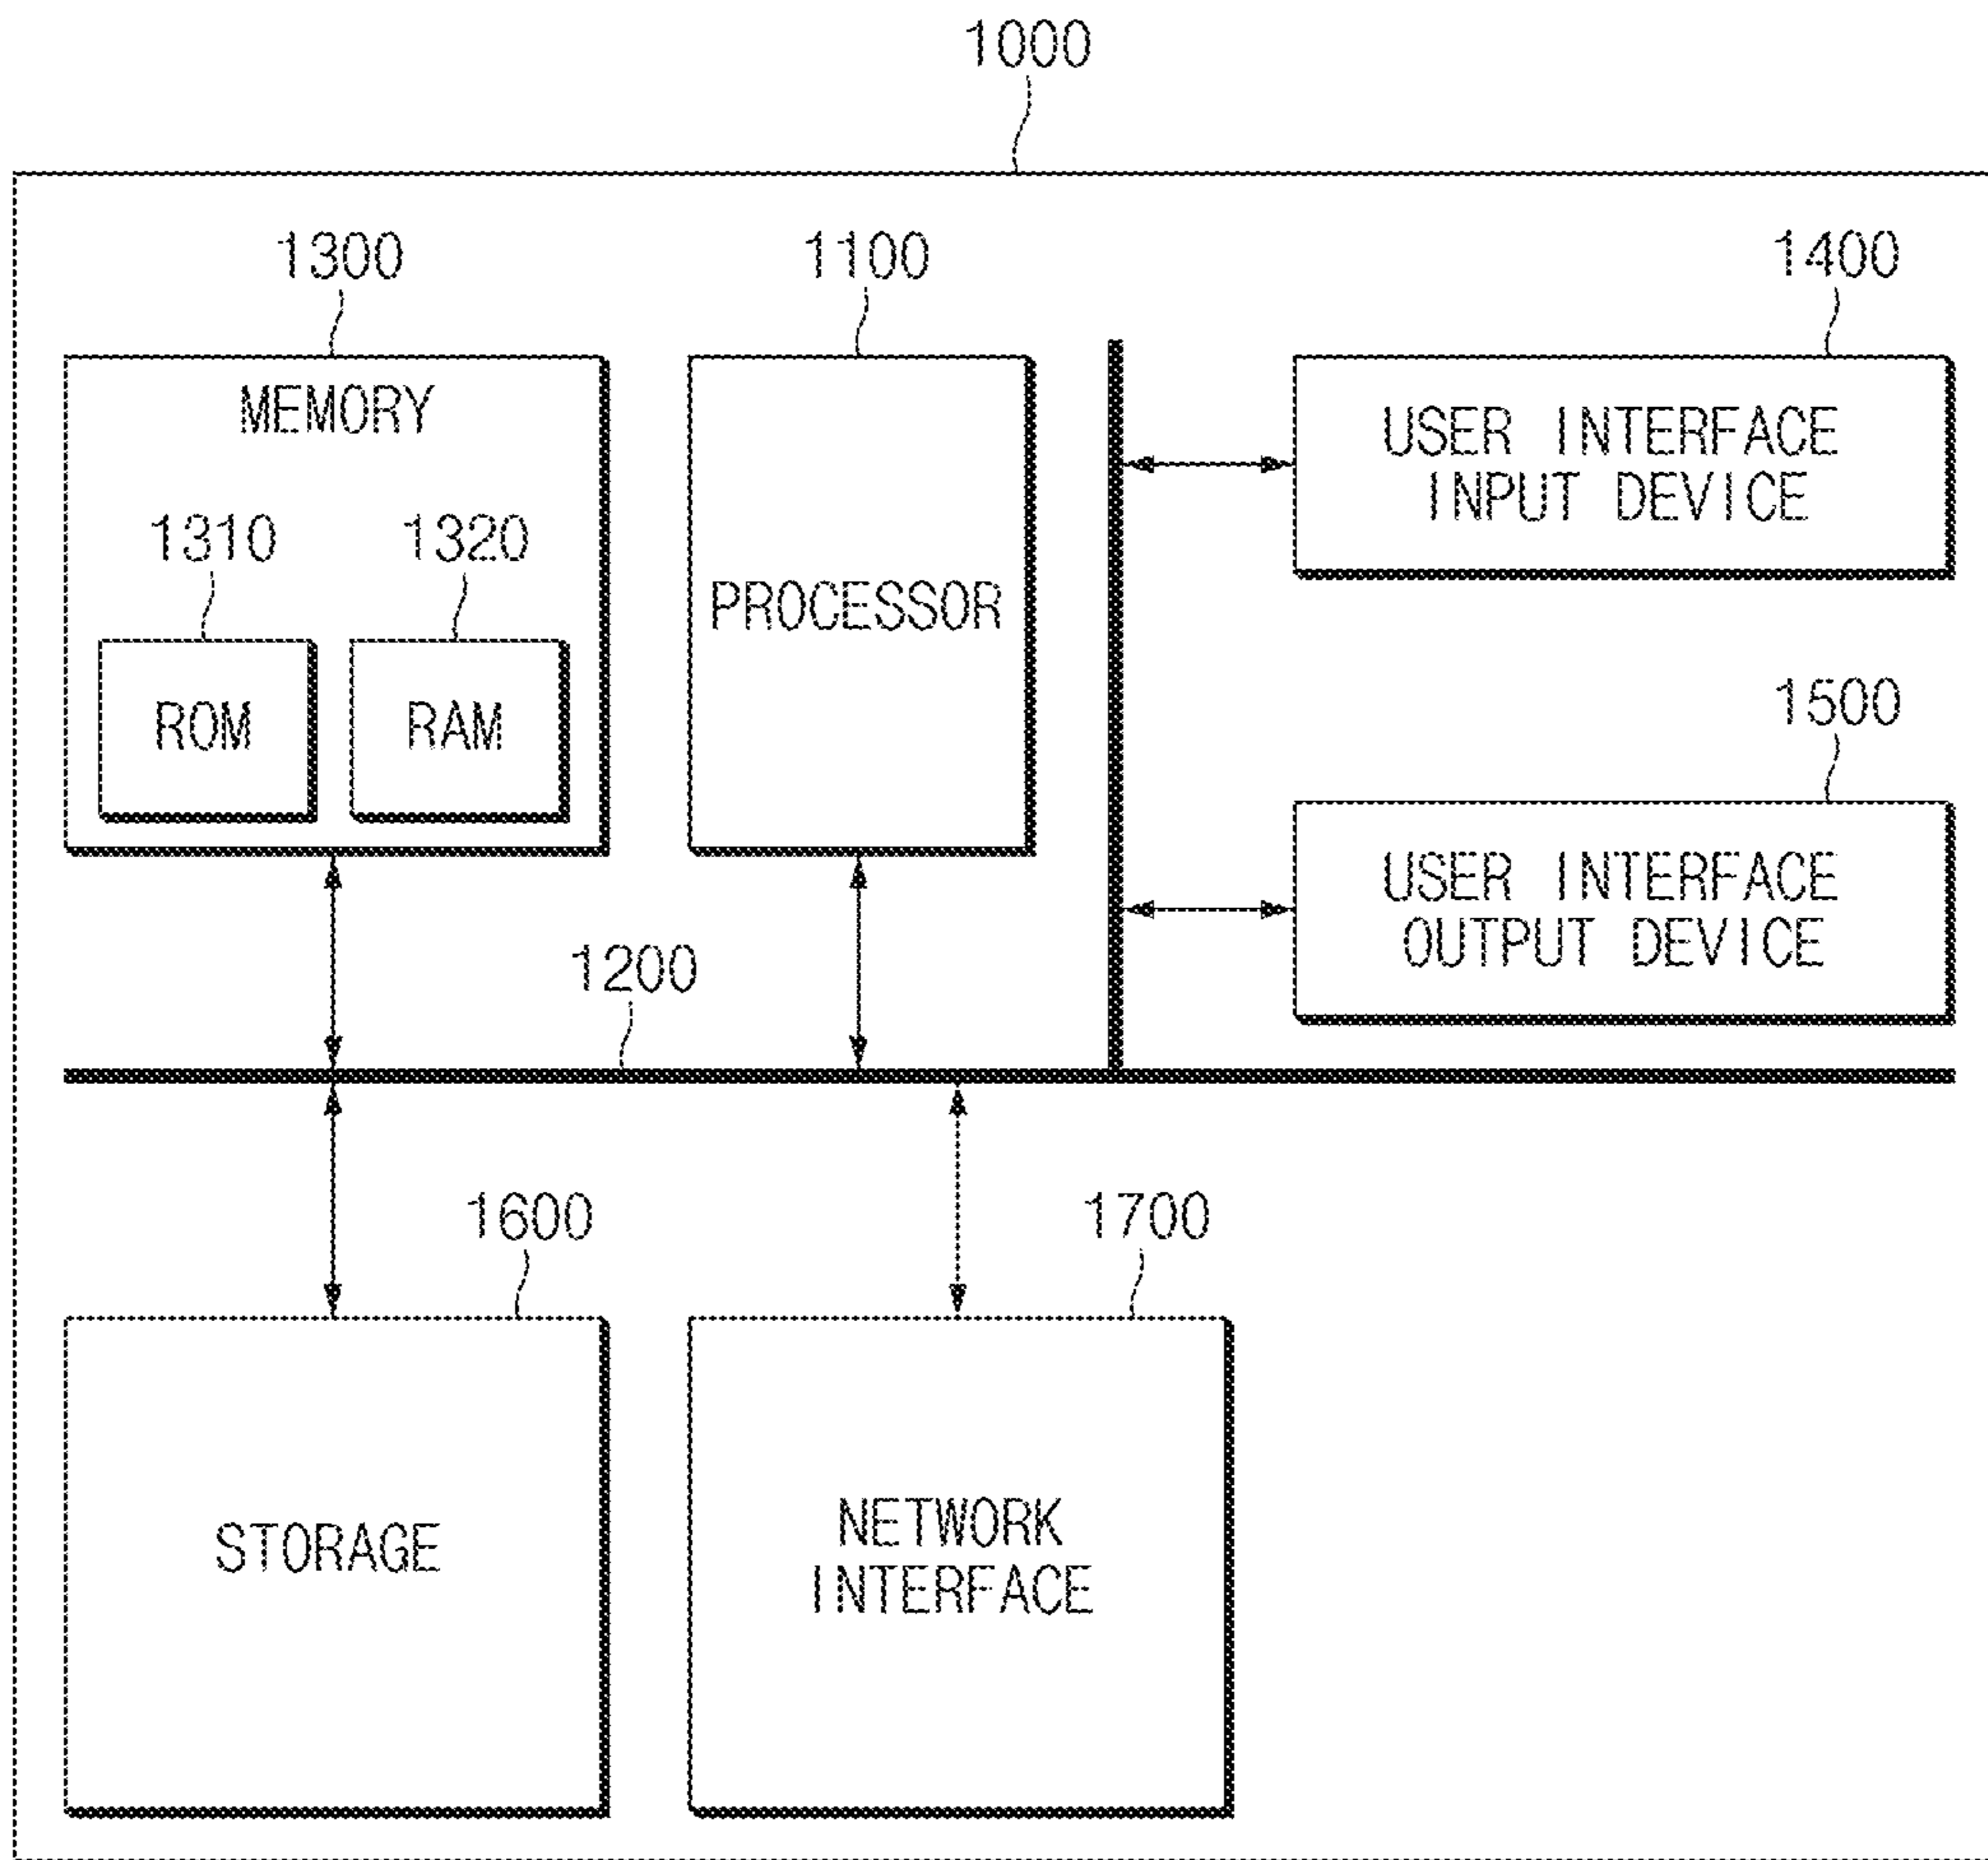 1000
1300
1100
1400
MEMORY
USER INTERFACE
INPUT DEVICE
1310
1320
PROCESSOR
ROM
RAM
1500
USER INTERFACE
OUTPUT DEVICE
1200
1600
1700
STORAGE
NETWORK
INTERFACE